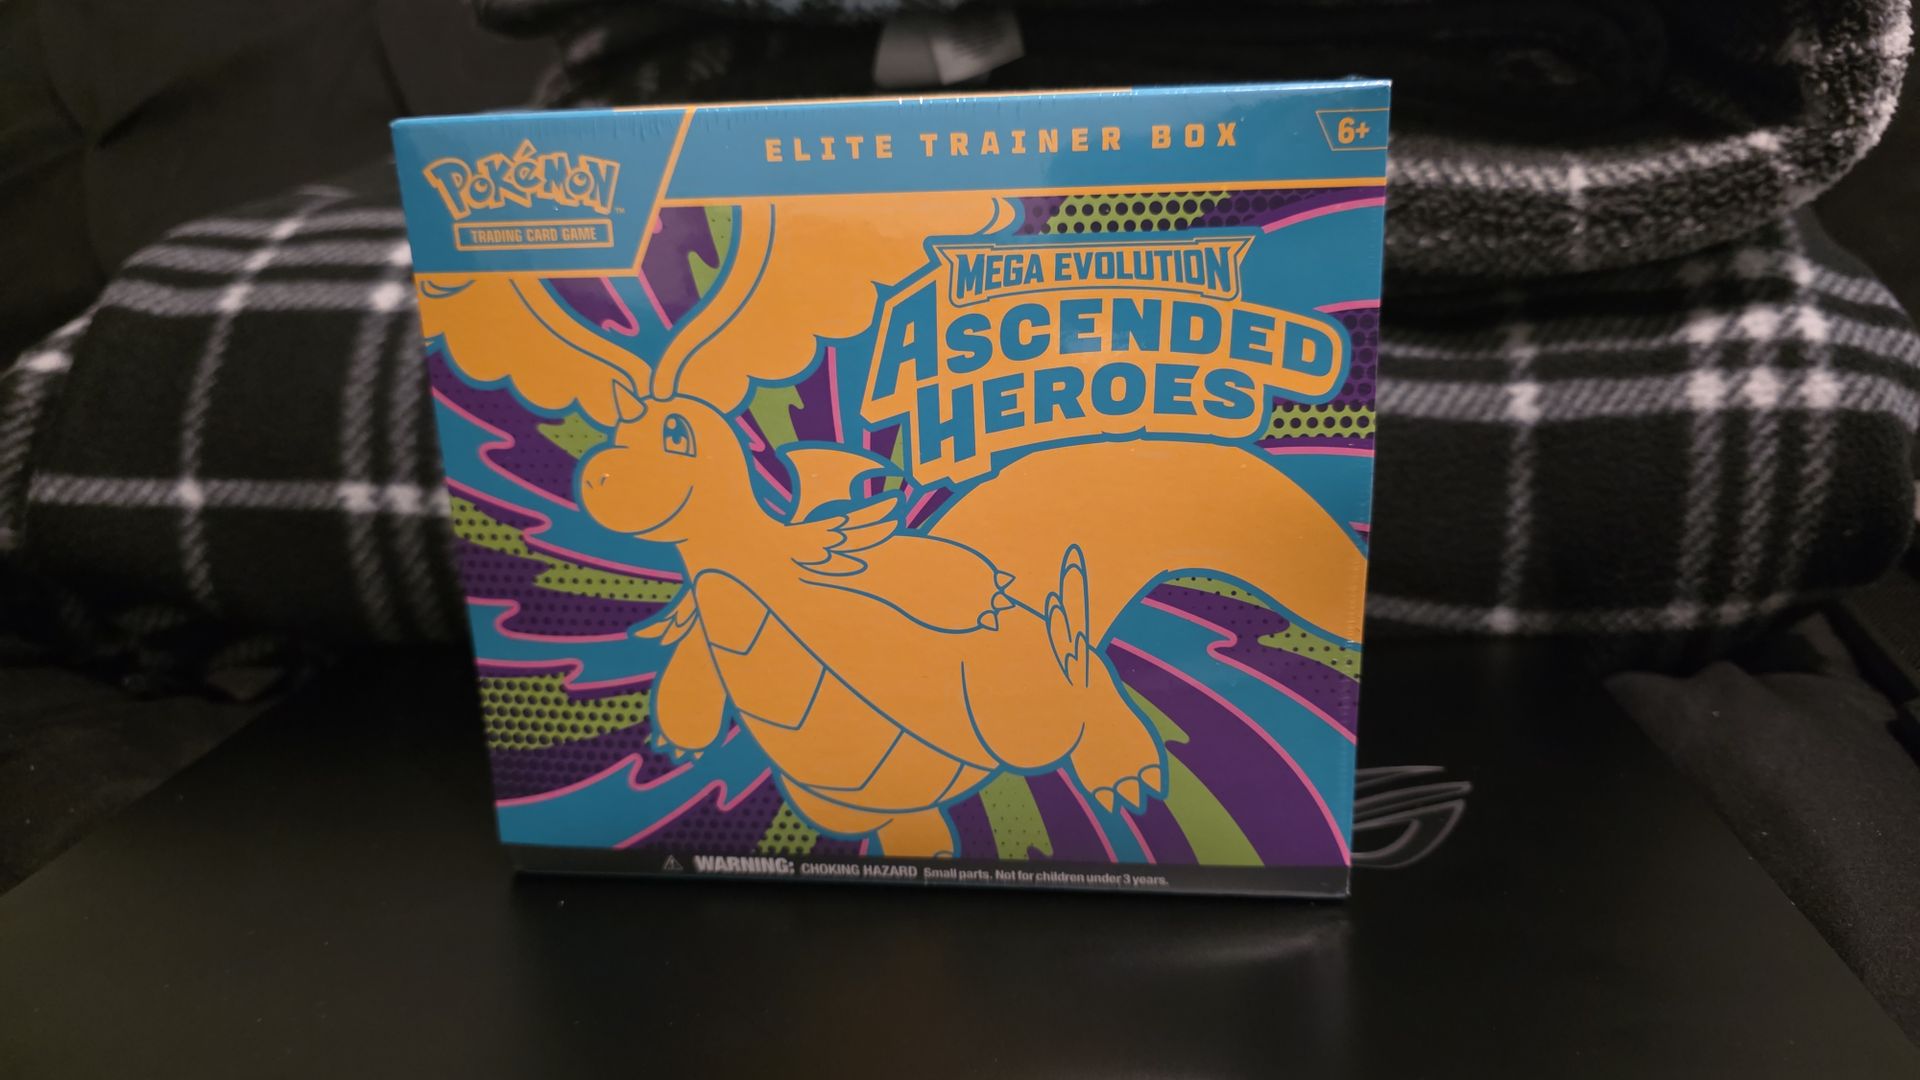 POKéMON™
TRADING CARD GAME
ELITE TRAINER BOX
6+
MEGA EVOLUTION
ASCENDED
HEROES
⚠ WARNING: CHOKING HAZARD Small parts. Not for children under 3 years.